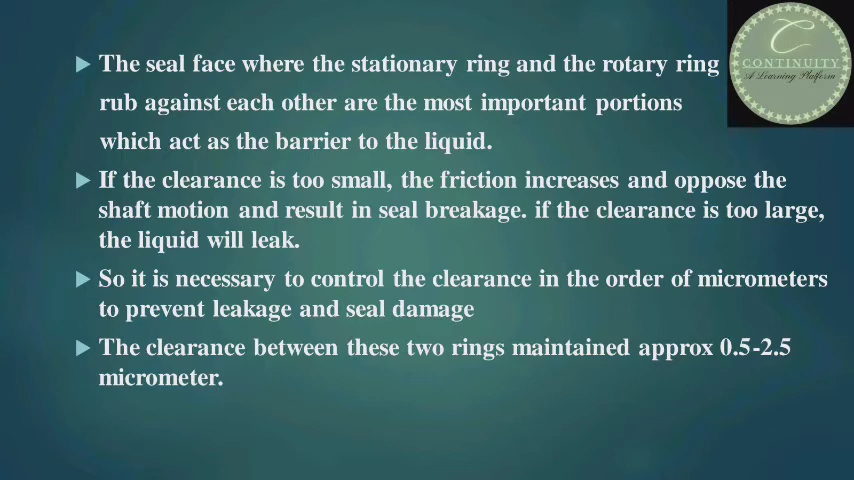 The seal face where the stationary ring and the rotary ring
rub against each other are the most important portions
which act as the barrier to the liquid.
If the clearance is too small, the friction increases and oppose the
shaft motion and result in seal breakage. if the clearance is too large,
the liquid will leak.
So it is necessary to control the clearance in the order of micrometers
to prevent leakage and seal damage
The clearance between these two rings maintained approx 0.5-2.5
micrometer.
C
CONTINUITY
A Learning Platform